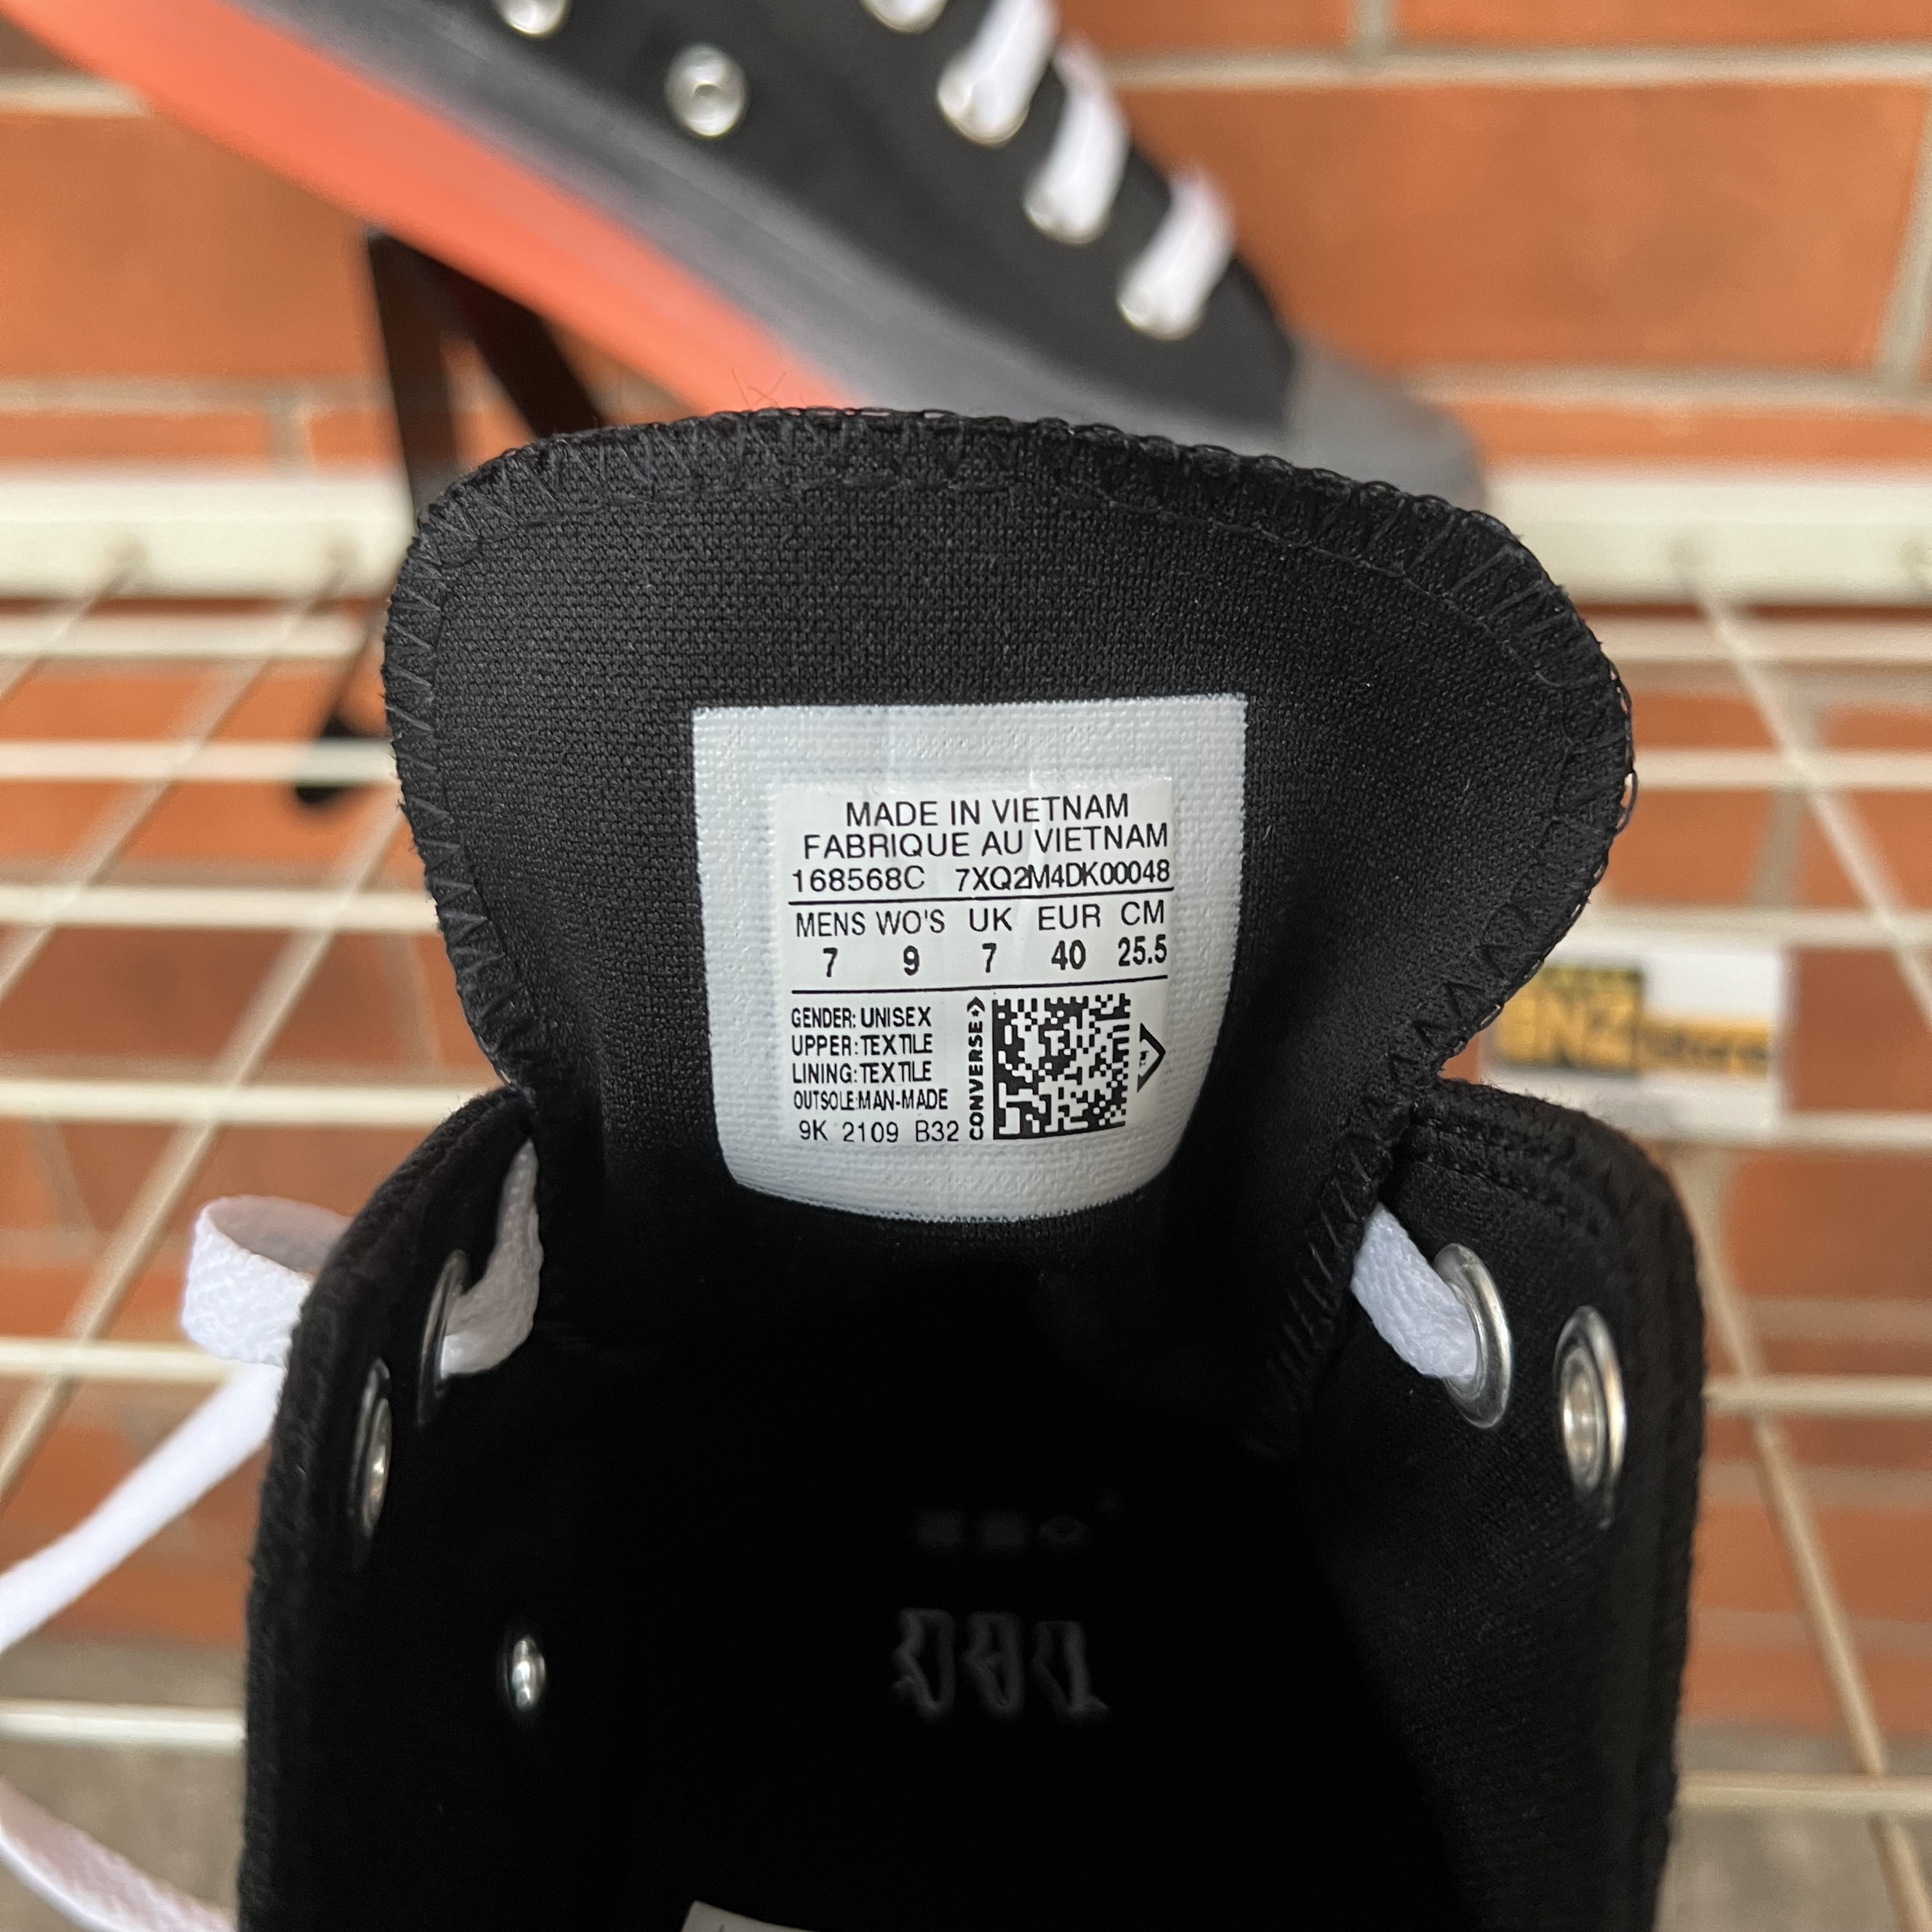 MADE IN VIETNAM
FABRIQUE AU VIETNAM
168568C 7XQ2M4DK00048
MENS WO'S UK EUR CM
7 9 7 40 25.5
GENDER: UNISEX
UPPER: TEXTILE
LINING: TEXTILE
OUTSOLE:MAN-MADE
9K 2109 B32
CONVERSE
TM